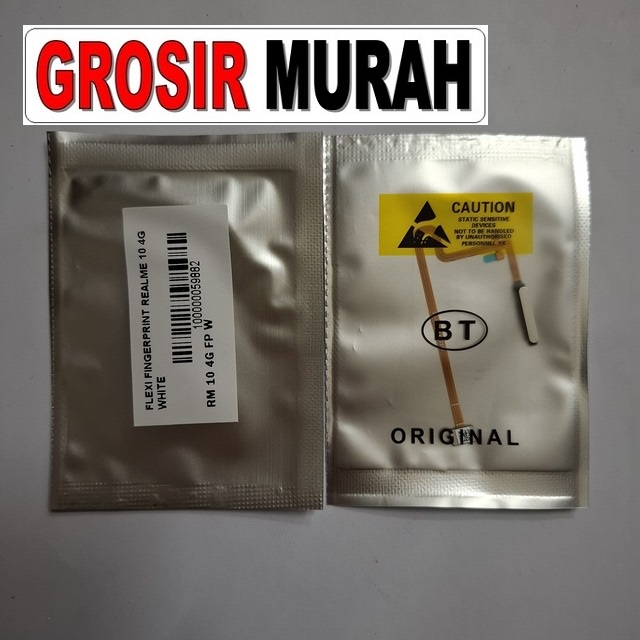 GROSIR MURAH
FLEXI FINGERPRINT REALME 10 4G
WHITE
100000059882
RM 10 4G FP W
CAUTION
STATIC SENSITIVE
DEVICES
NOT TO BE HANDLED
BY UNAUTHORISED
PERSONNEL
BT
ORIGINAL